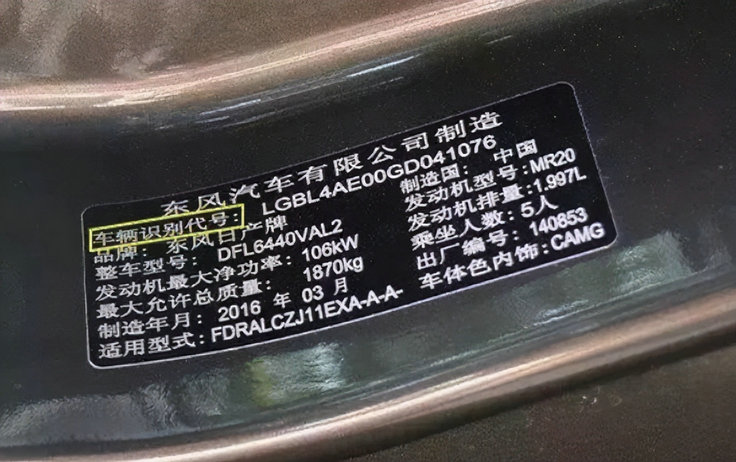 东风汽车有限公司制造
车辆识别代号：LGBL4AE00GD041076
品牌：东风日产牌 制造国：中国
整车型号：DFL6440VAL2 发动机型号：MR20
发动机最大净功率：106kW 发动机排量：1.997L
最大允许总质量：1870kg 乘坐人数：5人
制造年月：2016 年 03 月 出厂编号：140853
适用型式：FDRALCZJ11EXA-A-A- 车体色内饰：CAMG